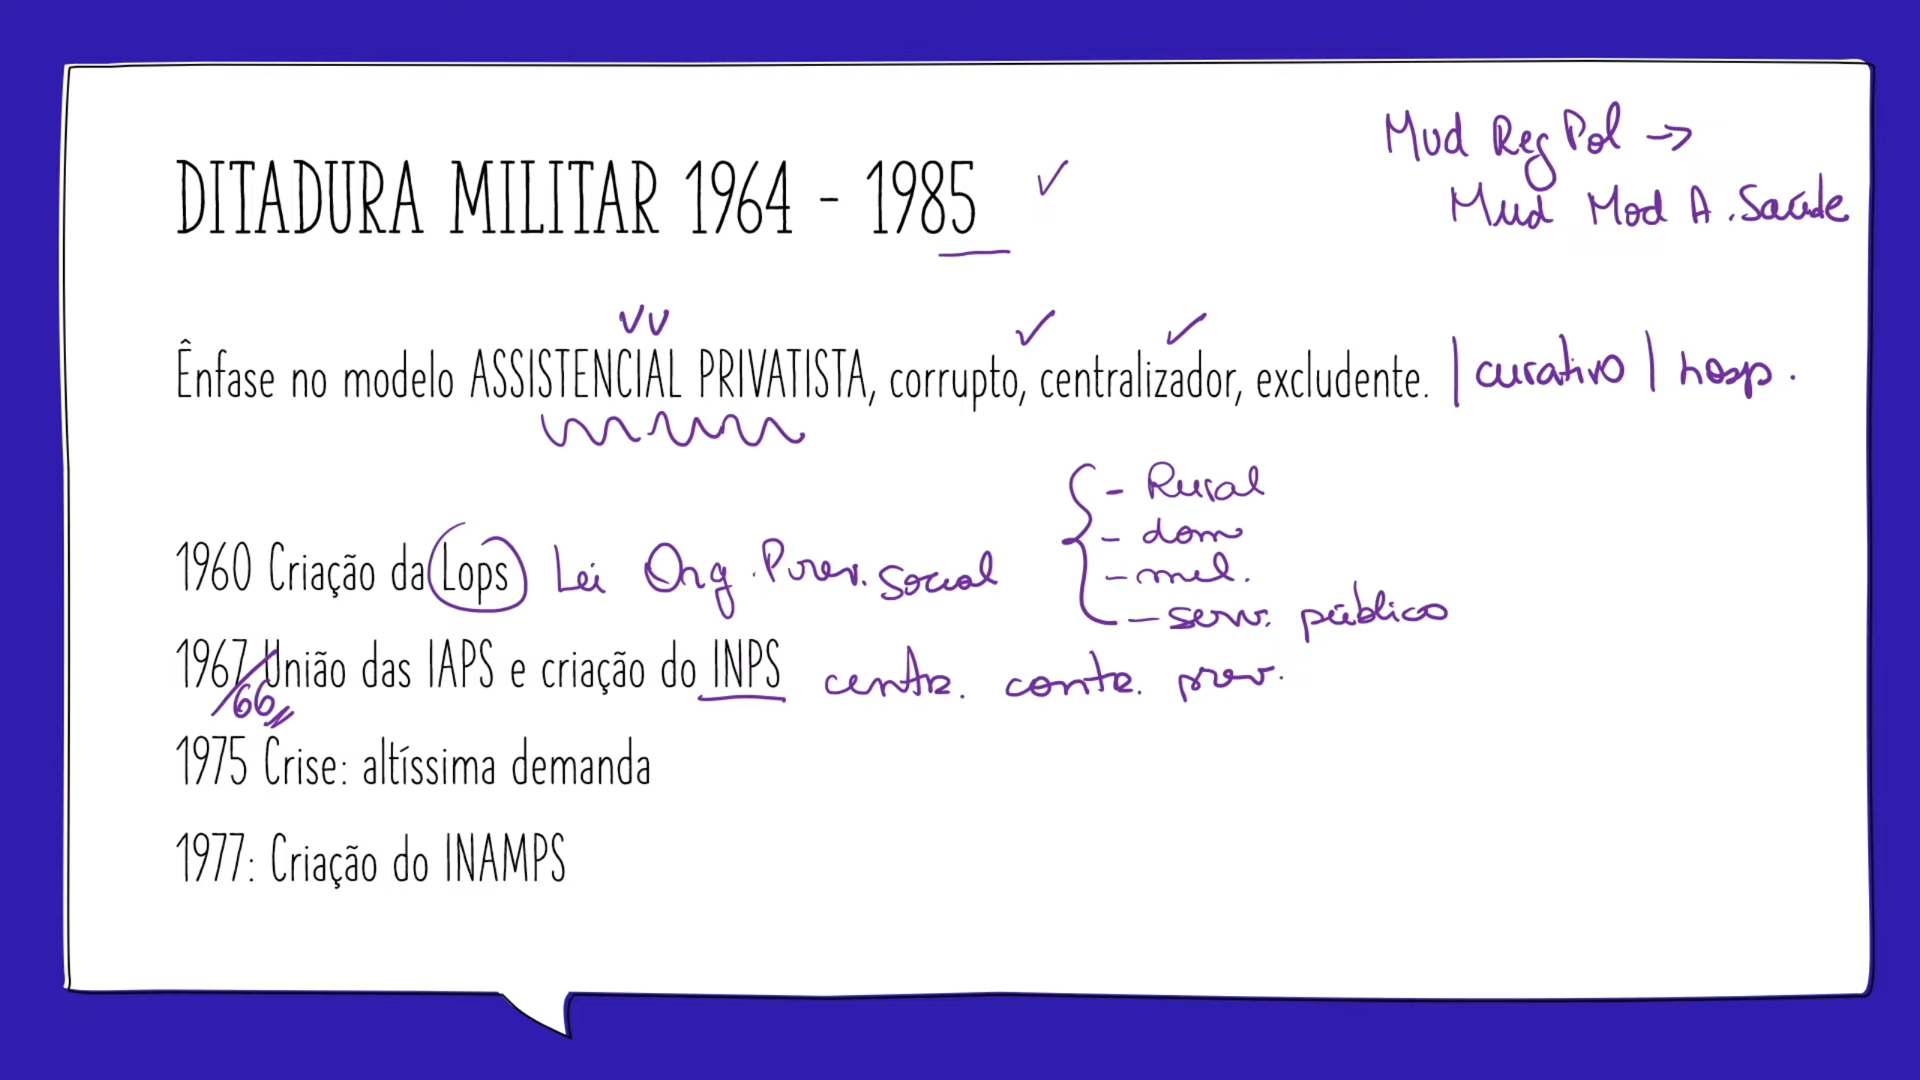 Mud Reg Pol →
DITADURA MILITAR 1964 - 1985
Mud Mod A. Saúde
Ênfase no modelo ASSISTENCIAL PRIVATISTA, corrupto, centralizador, excludente. | curativo | hosp.
- Rural
- dom
1960 Criação da Lops Lei Org. Prev. Social
- mil.
- serv. público
1967 União das IAPS e criação do INPS centr. contr. prev.
/66
1975 Crise: altíssima demanda
1977: Criação do INAMPS